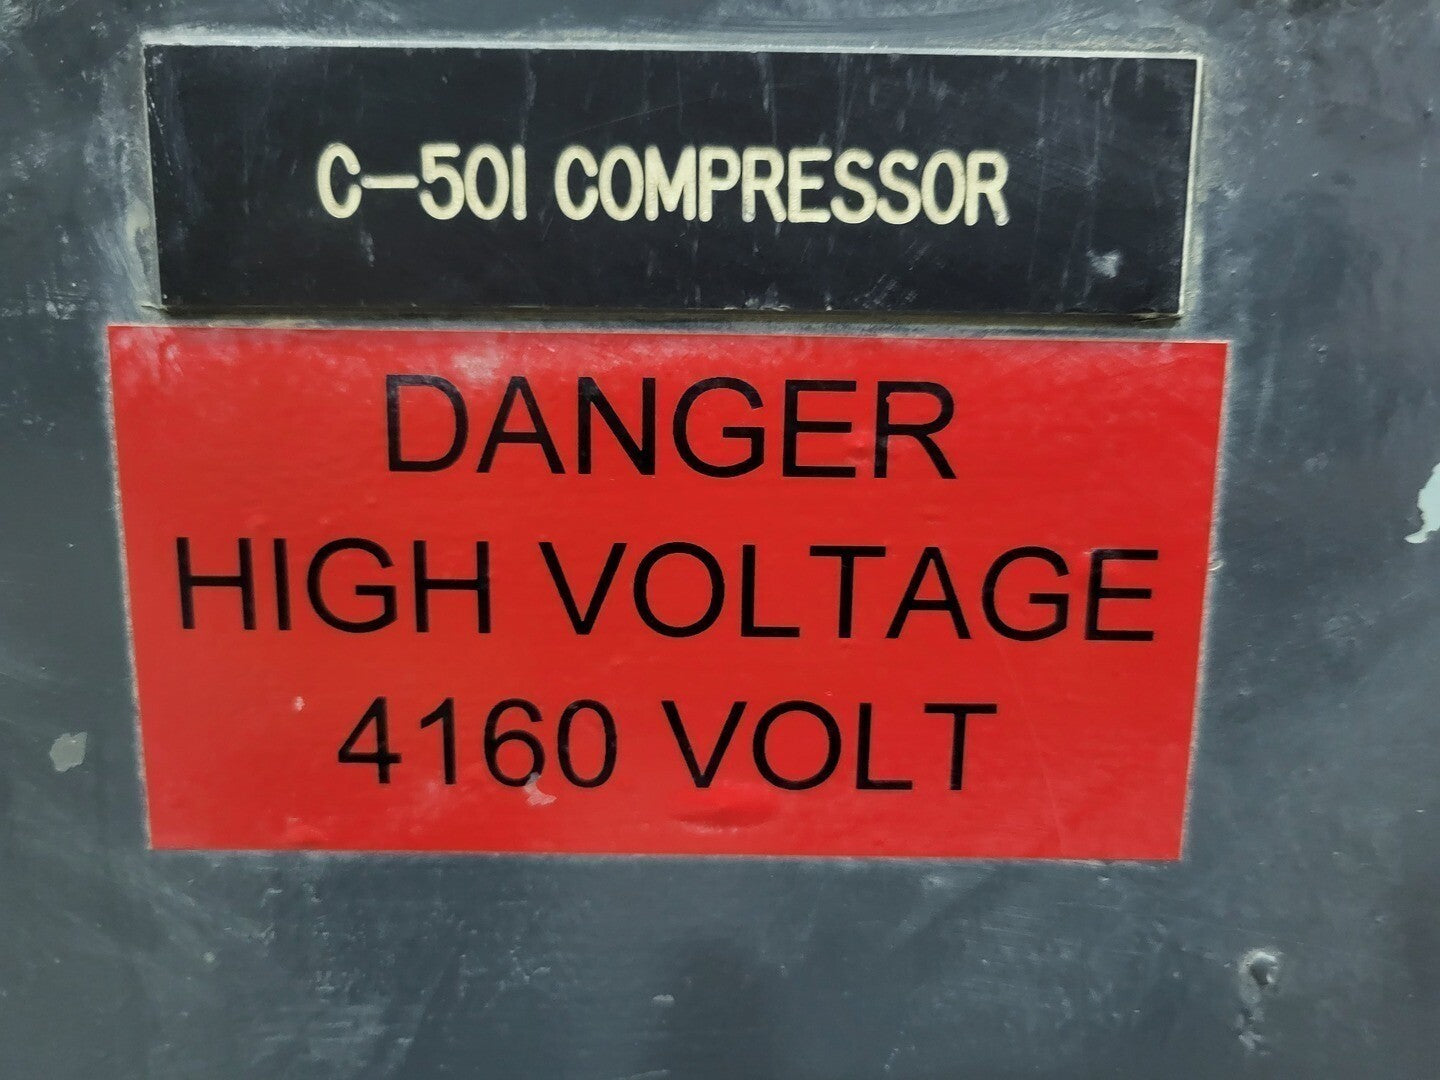 C-501 COMPRESSOR
DANGER
HIGH VOLTAGE
4160 VOLT